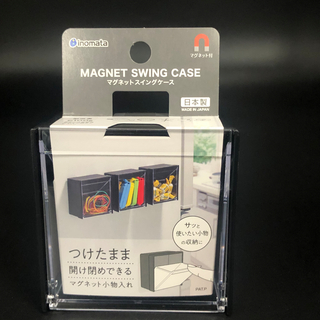 inomata
マグネット付
MAGNET SWING CASE
マグネットスイングケース
日本製
MADE IN JAPAN
サッと
使いたい小物
の収納に
つけたまま
開け閉めできる
マグネット小物入れ